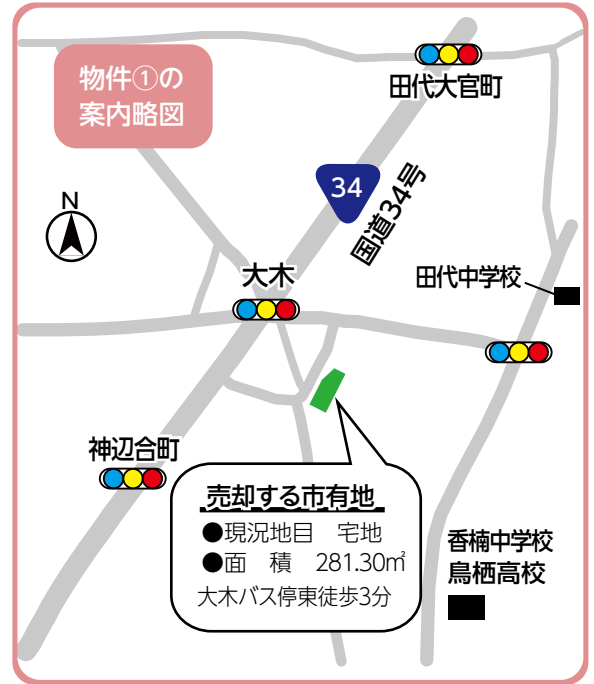 物件①の
案内略図
田代大官町
34
国道34号
N
大木
田代中学校
神辺合町
売却する市有地
●現況地目　宅地
●面　積　281.30㎡
大木バス停東徒歩3分
香楠中学校
鳥栖高校